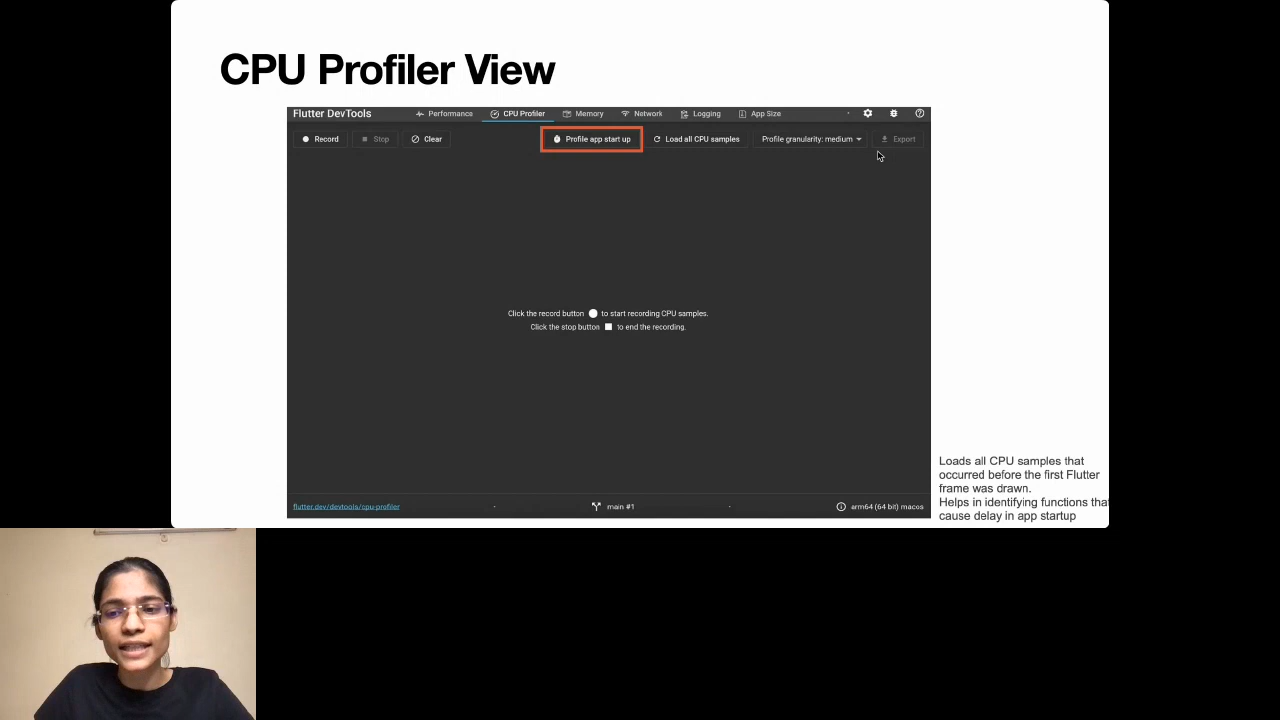 CPU Profiler View
Flutter DevTools Performance CPU Profiler Memory Network Logging App Size
Record Stop Clear Profile app start up Load all CPU samples Profile granularity: medium Export
Click the record button to start recording CPU samples.
Click the stop button to end the recording.
Loads all CPU samples that
occurred before the first Flutter
frame was drawn.
Helps in identifying functions that
cause delay in app startup
flutter.dev/devtools/cpu-profiler main #1 arm64 (64 bit) macos